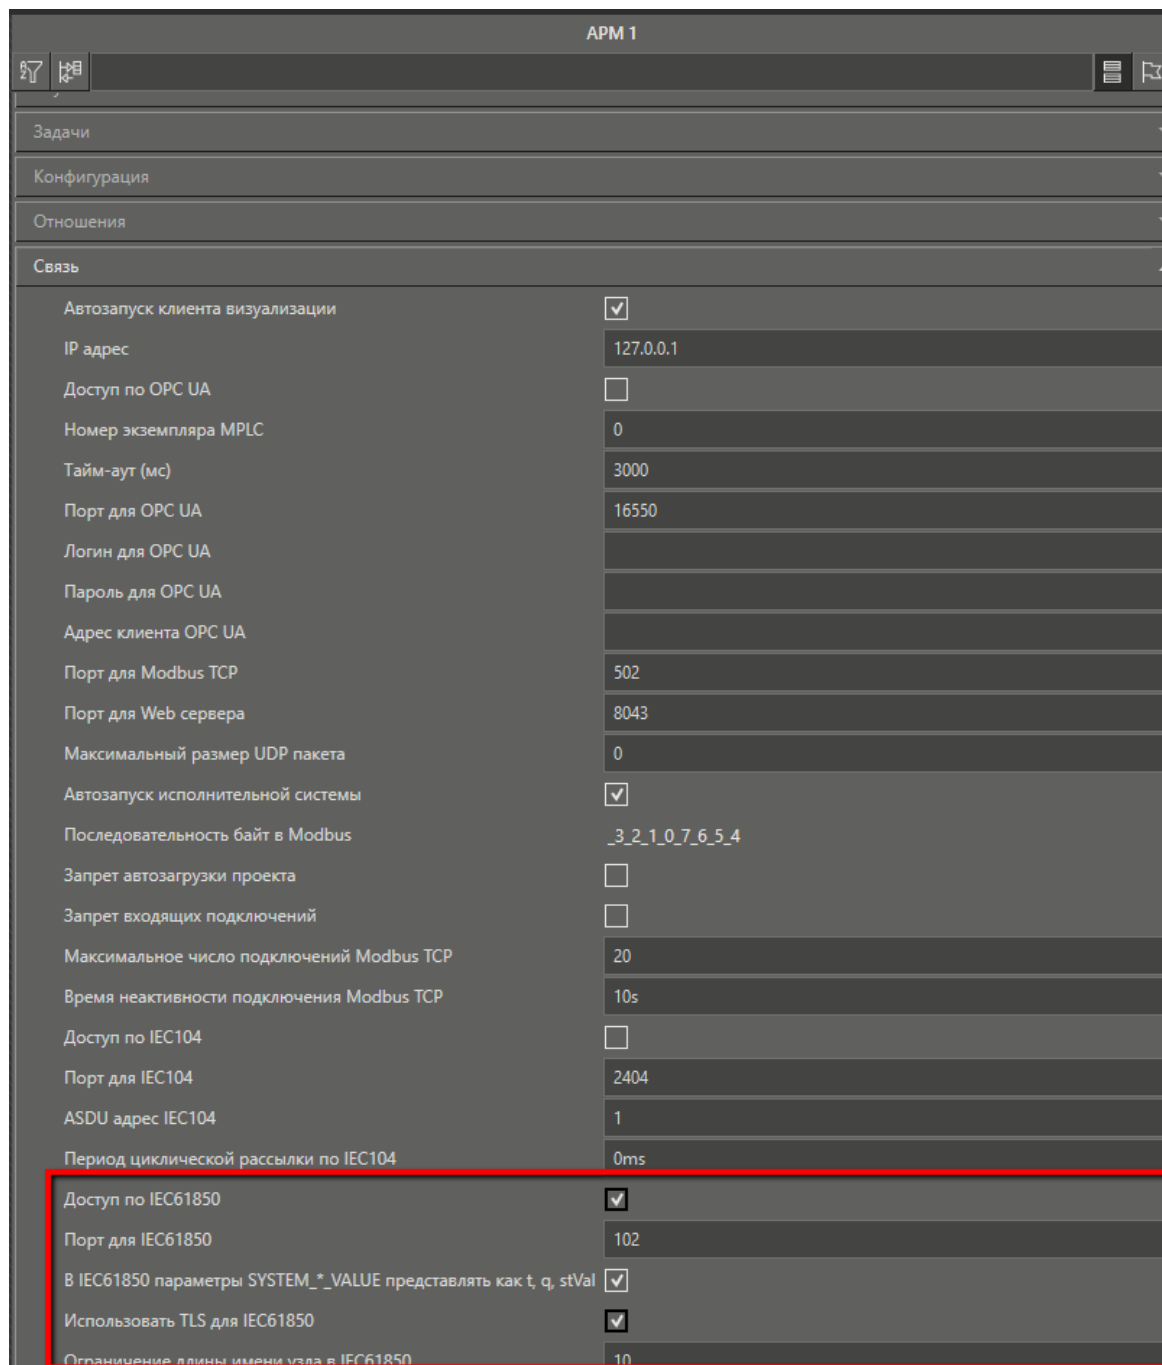 АРМ 1
Задачи
Конфигурация
Отношения
Связь
Автозапуск клиента визуализации
IP адрес 127.0.0.1
Доступ по OPC UA
Номер экземпляра MPLC 0
Тайм-аут (мс) 3000
Порт для OPC UA 16550
Логин для OPC UA
Пароль для OPC UA
Адрес клиента OPC UA
Порт для Modbus TCP 502
Порт для Web сервера 8043
Максимальный размер UDP пакета 0
Автозапуск исполнительной системы
Последовательность байт в Modbus _3_2_1_0_7_6_5_4
Запрет автозагрузки проекта
Запрет входящих подключений
Максимальное число подключений Modbus TCP 20
Время неактивности подключения Modbus TCP 10s
Доступ по IEC104
Порт для IEC104 2404
ASDU адрес IEC104 1
Период циклической рассылки по IEC104 0ms
Доступ по IEC61850
Порт для IEC61850 102
В IEC61850 параметры SYSTEM_*_VALUE представлять как t, q, stVal
Использовать TLS для IEC61850
Ограничение длины имени узла в IEC61850 10